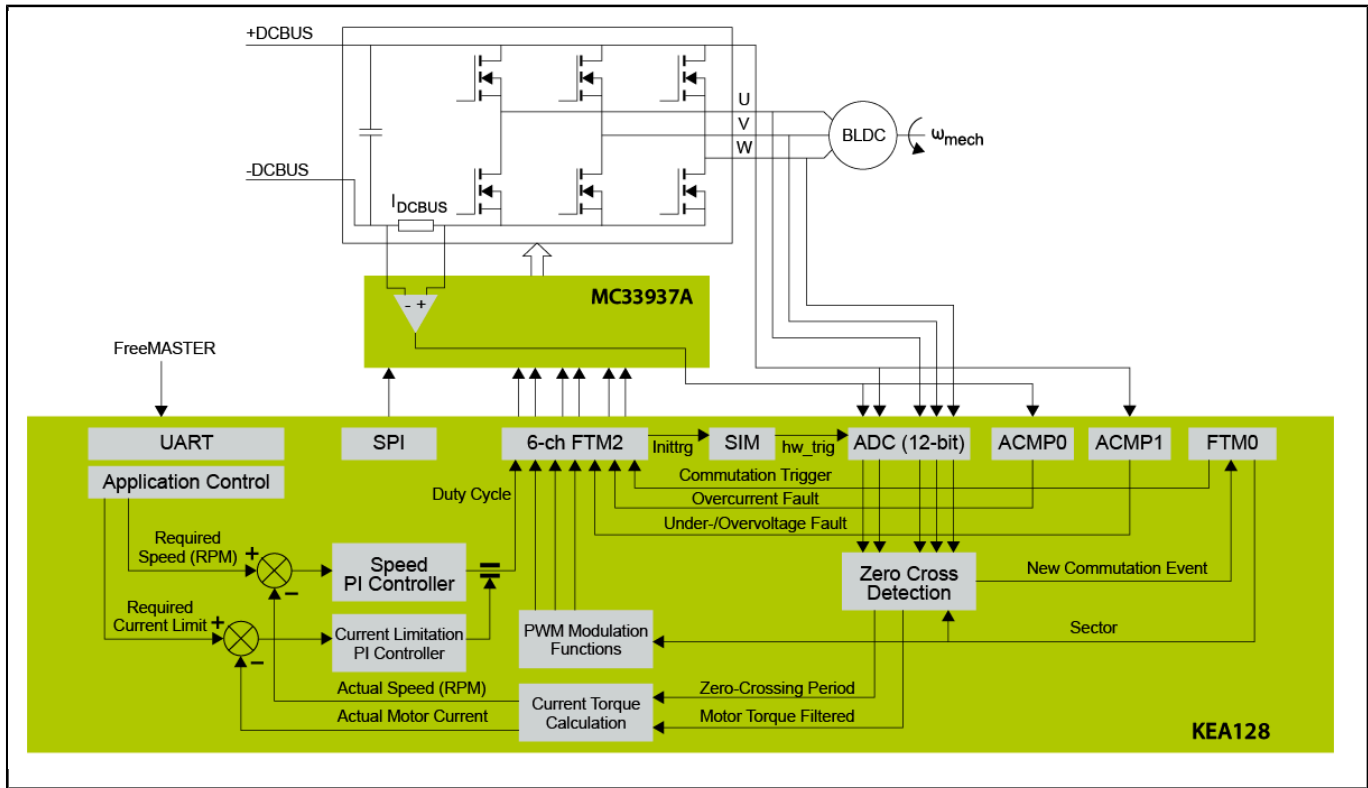 +DCBUS
U
V
W
BLDC
ωmech
-DCBUS
IDCBUS
MC33937A
- +
FreeMASTER
UART
SPI
6-ch FTM2
Inittrg
SIM
hw_trig
ADC (12-bit)
ACMP0
ACMP1
FTM0
Application Control
Duty Cycle
Commutation Trigger
Overcurrent Fault
Under-/Overvoltage Fault
Required
Speed (RPM)
+
−
Speed
PI Controller
Zero Cross
Detection
New Commutation Event
Required
Current Limit
+
−
Current Limitation
PI Controller
PWM Modulation
Functions
Sector
Actual Speed (RPM)
Actual Motor Current
Current Torque
Calculation
Zero-Crossing Period
Motor Torque Filtered
KEA128